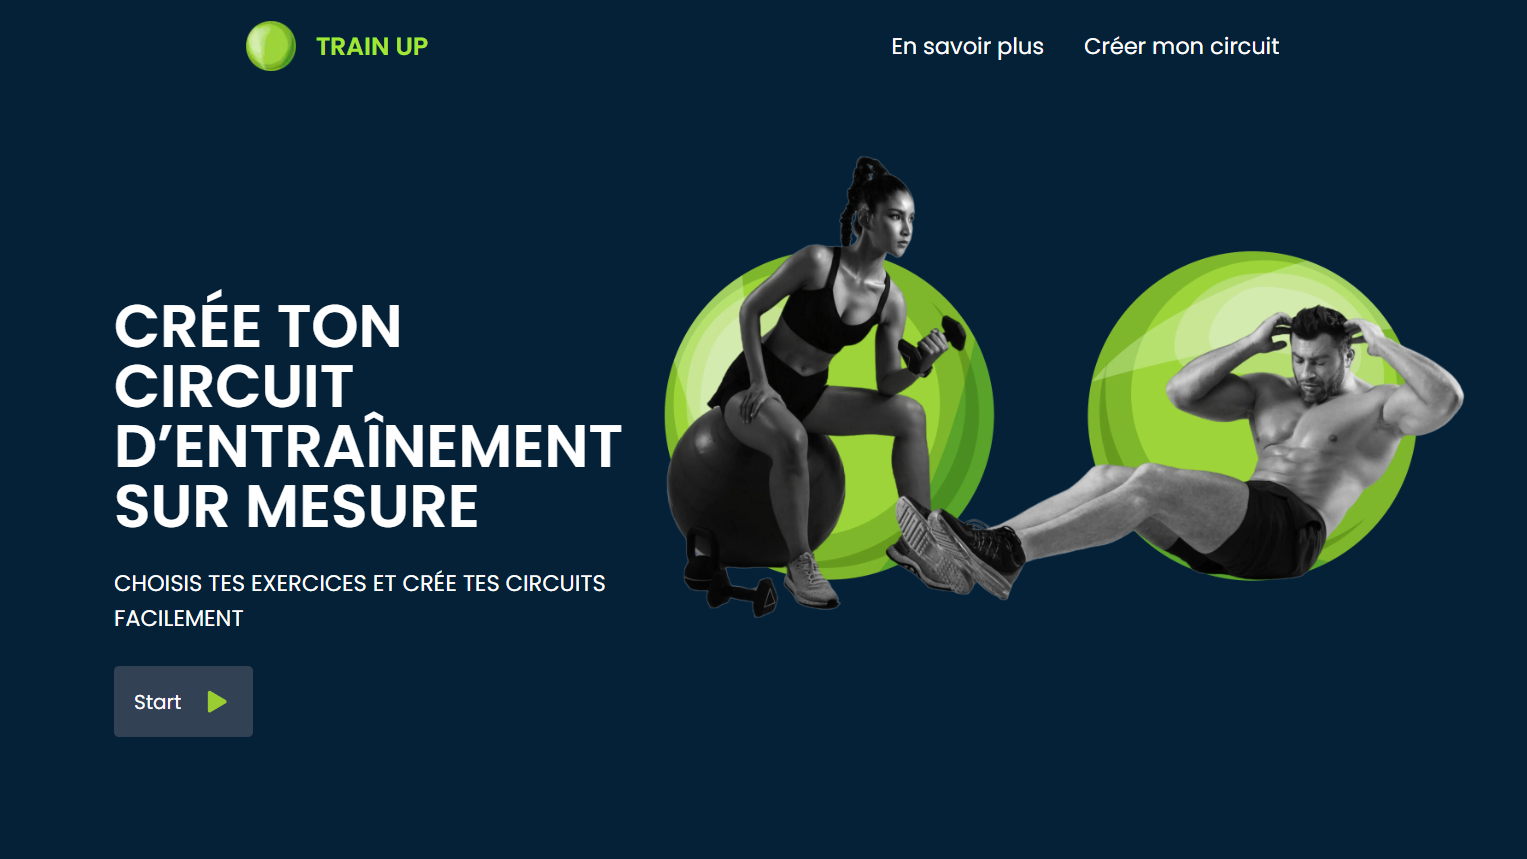 TRAIN UP
En savoir plus
Créer mon circuit
CRÉE TON
CIRCUIT
D’ENTRAÎNEMENT
SUR MESURE
CHOISIS TES EXERCICES ET CRÉE TES CIRCUITS
FACILEMENT
Start